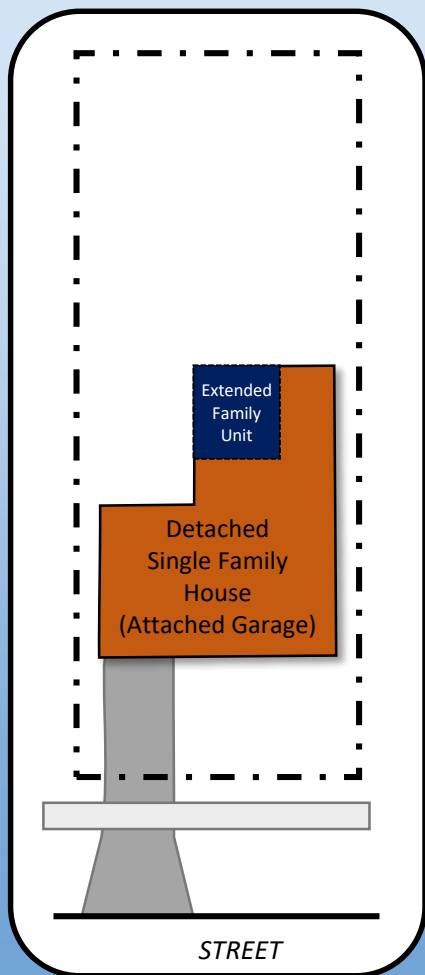 Extended
Family
Unit
Detached
Single Family
House
(Attached Garage)
STREET